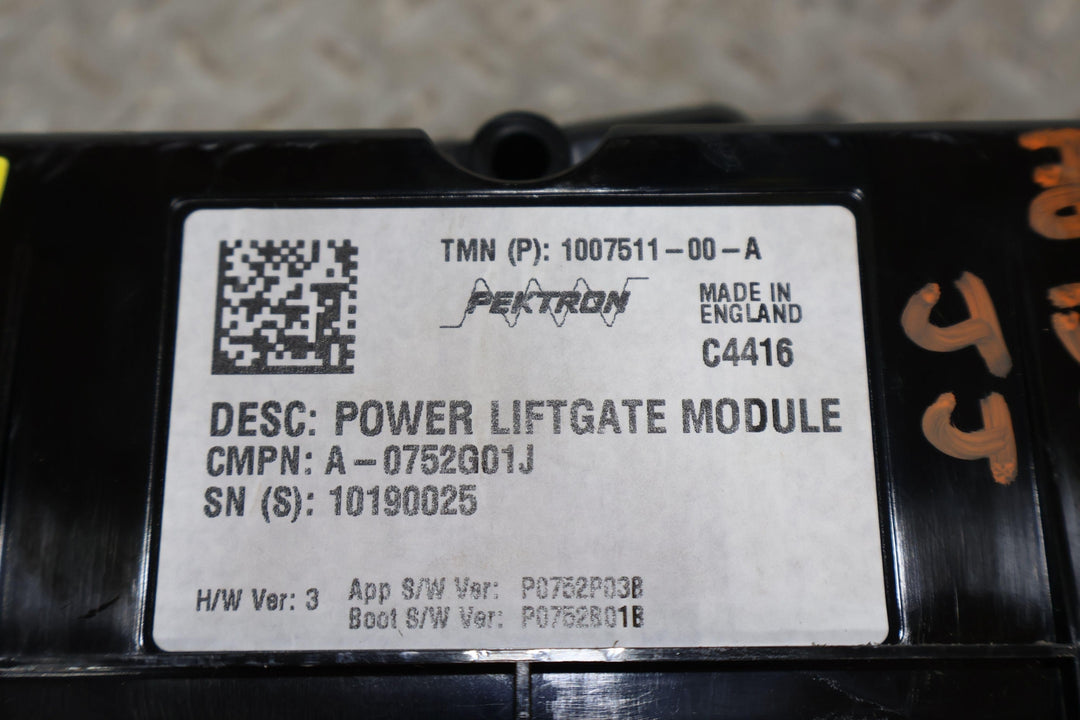 TMN (P): 1007511-00-A
PEKTRON
MADE IN
ENGLAND
C4416
DESC: POWER LIFTGATE MODULE
CMPN: A-0752G01J
SN (S): 10190025
H/W Ver: 3
App S/W Ver: P0752P03B
Boot S/W Ver: P0752B01B